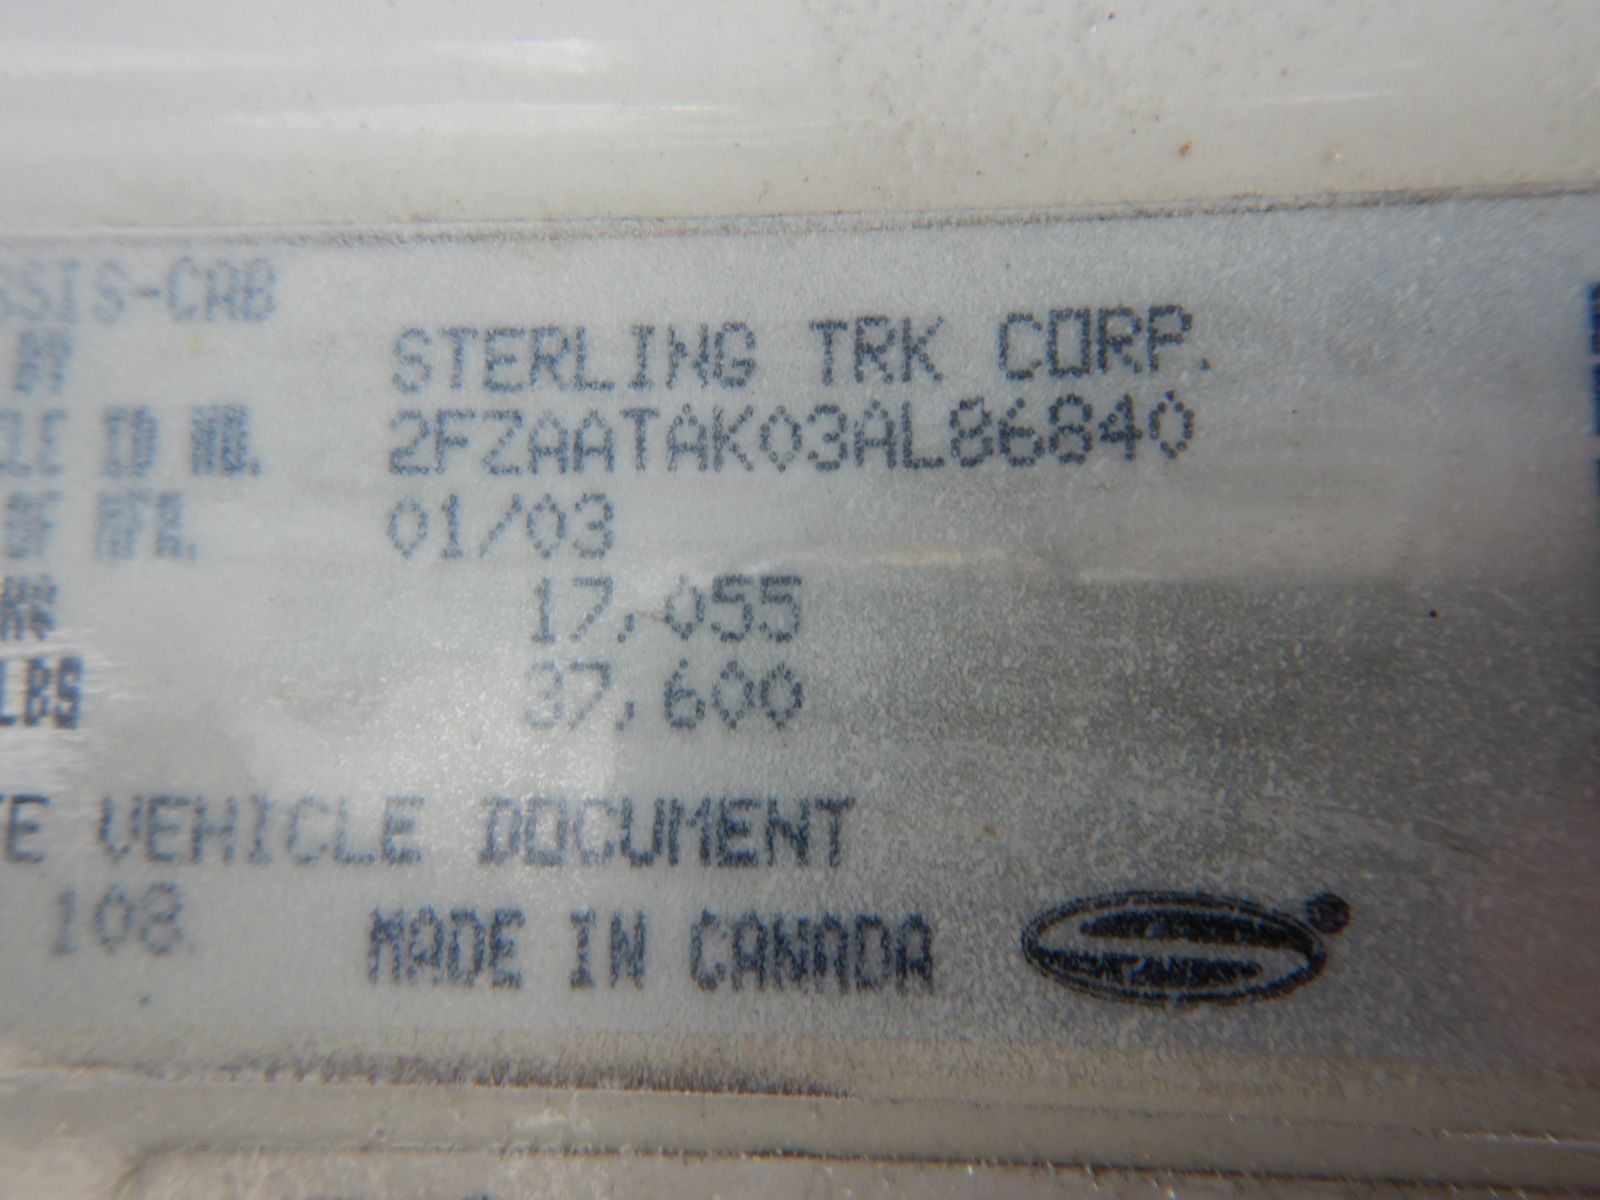 SSIS-CAB
STERLING TRK CORP.
2FZAATAK03AL86840
01/03
17,055
LBS 37,600
E VEHICLE DOCUMENT
108 MADE IN CANADA